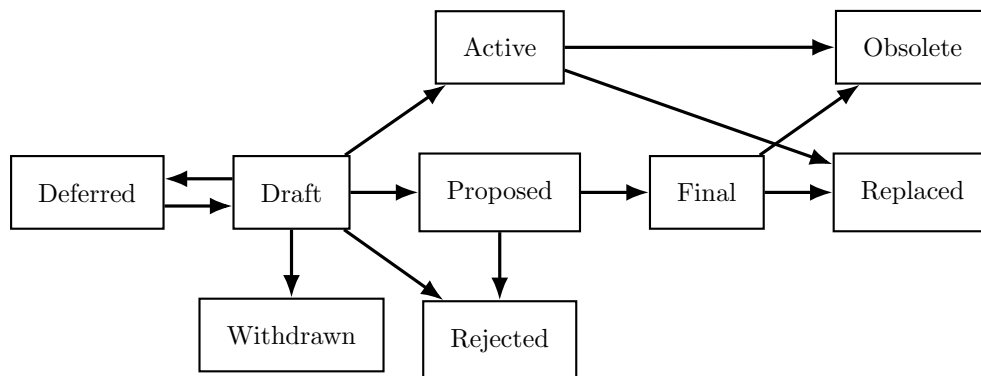 Active
Obsolete
Deferred
Draft
Proposed
Final
Replaced
Withdrawn
Rejected